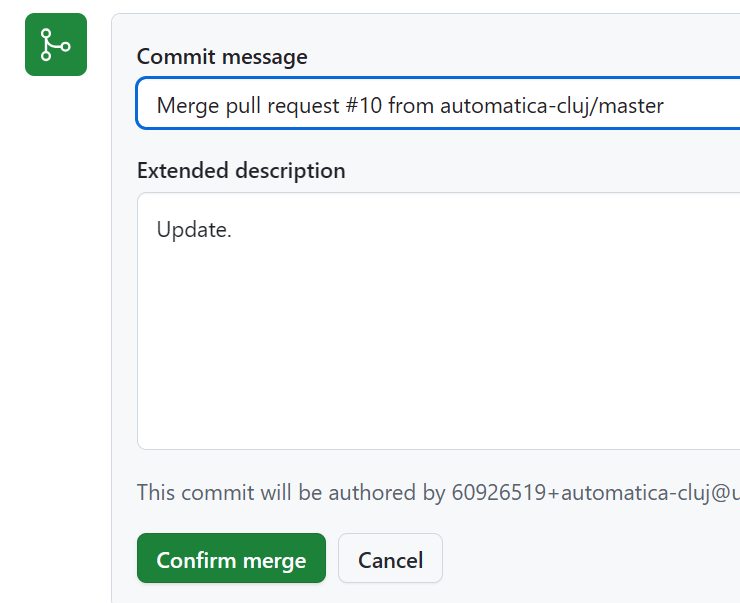 Commit message
Merge pull request #10 from automatica-cluj/master
Extended description
Update.
This commit will be authored by 60926519+automatica-cluj@u
Confirm merge
Cancel